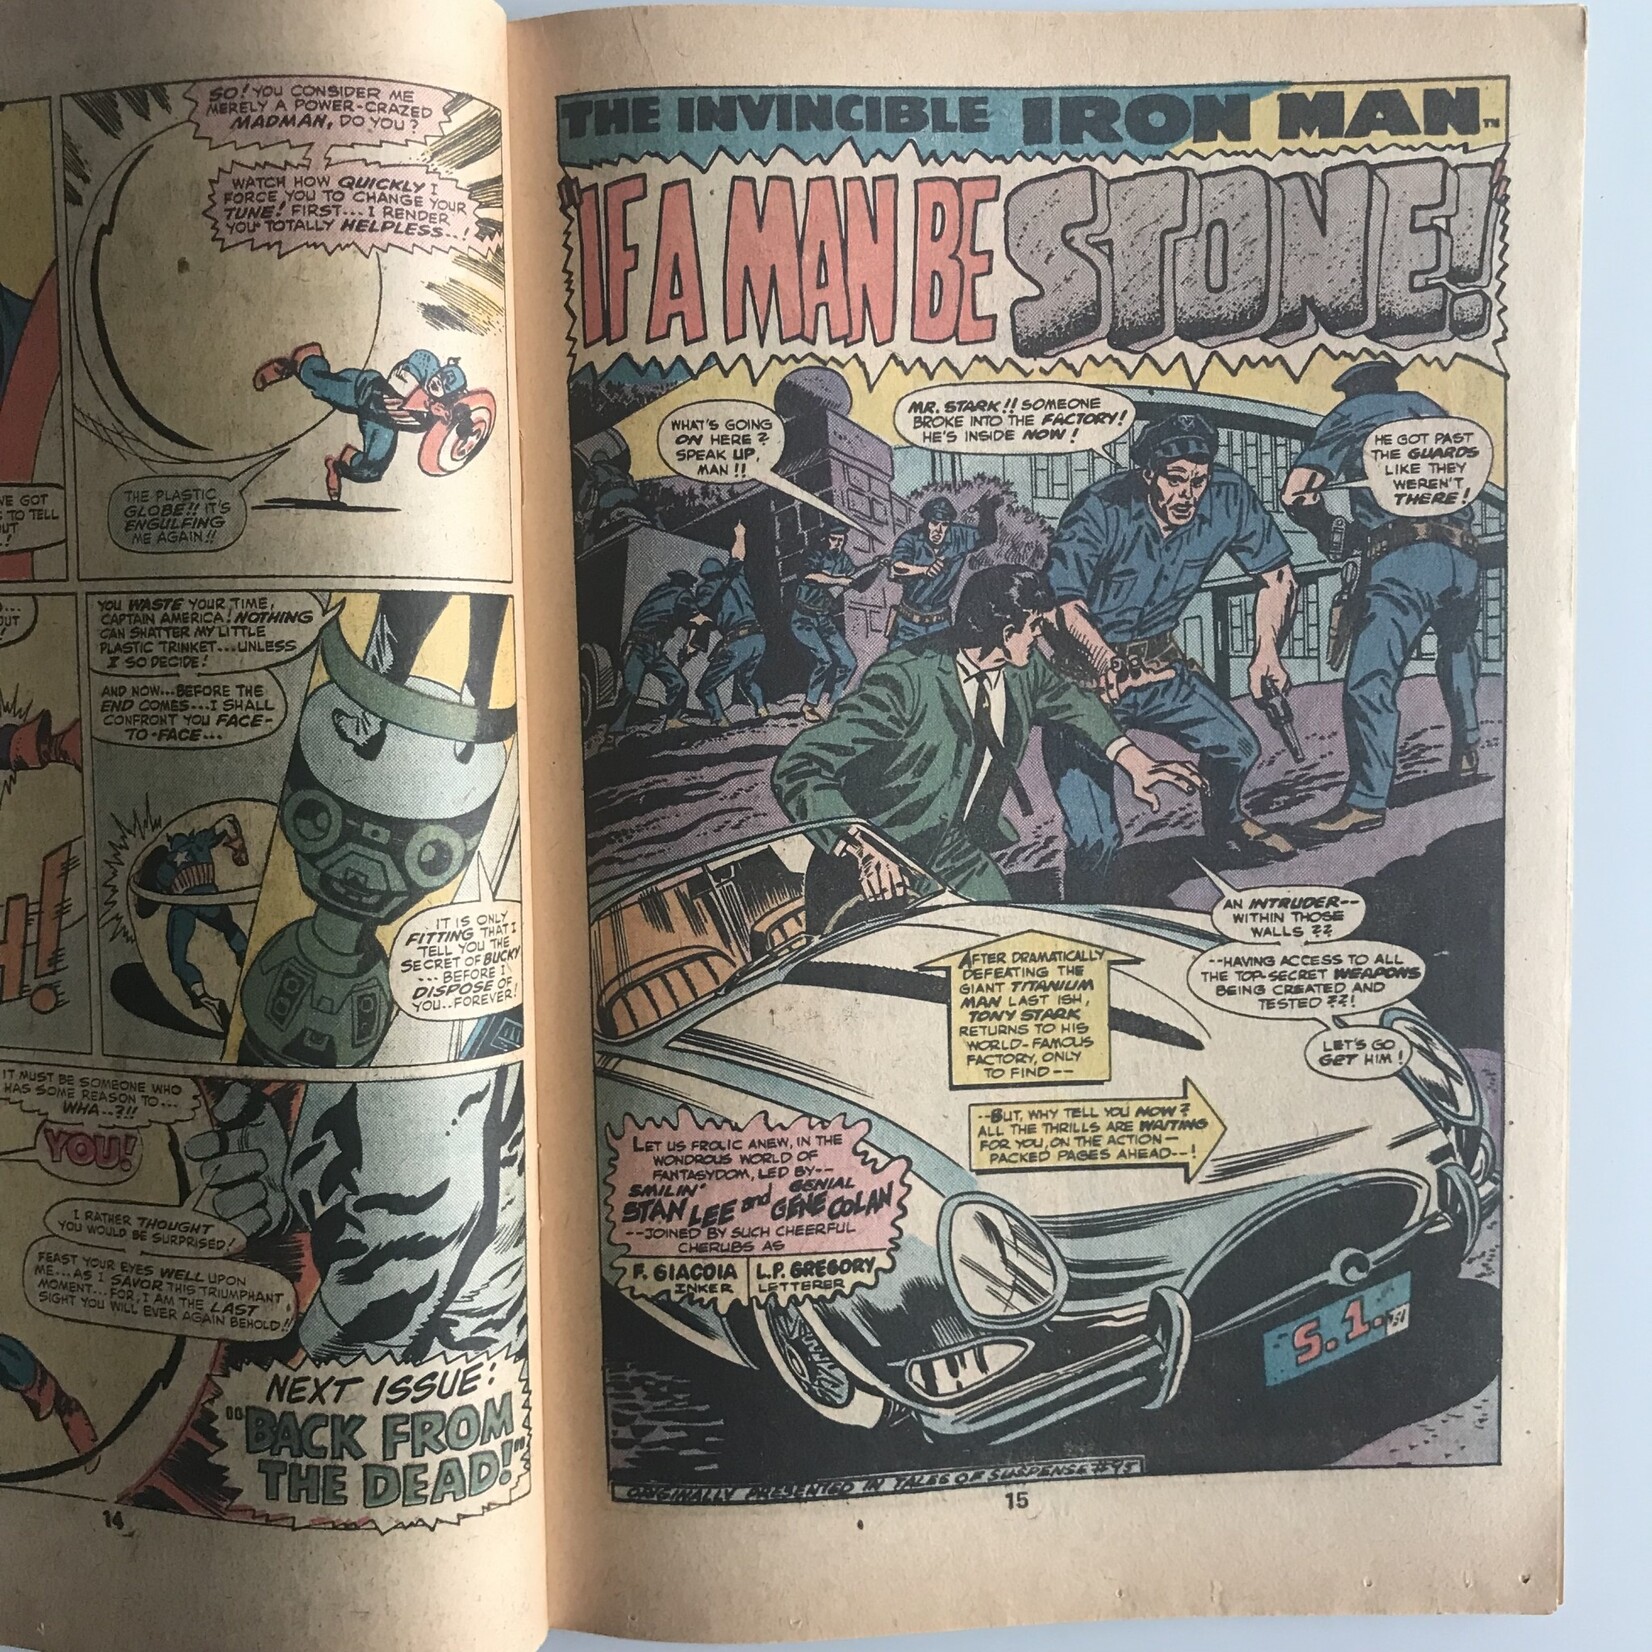 SO! YOU CONSIDER ME
MERELY A POWER-CRAZED
MADMAN, DO YOU?
WATCH HOW QUICKLY I
FORCE YOU TO CHANGE YOUR
TUNE! FIRST... I RENDER
YOU TOTALLY HELPLESS...!
THE PLASTIC
GLOBE!! IT'S
ENGULFING
ME AGAIN!!
WE GOT
TO TELL
YOU WASTE YOUR TIME,
CAPTAIN AMERICA! NOTHING
CAN SHATTER MY LITTLE
PLASTIC TRINKET...UNLESS
I SO DECIDE!
AND NOW...BEFORE THE
END COMES...I SHALL
CONFRONT YOU FACE-
TO-FACE...
IT IS ONLY
FITTING THAT I
TELL YOU THE
SECRET OF BUCKY
...BEFORE I
DISPOSE OF
YOU..FOREVER!
H!
IT MUST BE SOMEONE WHO
HAS SOME REASON TO...
WHA..?!!
YOU!
I RATHER THOUGHT
YOU WOULD BE SURPRISED!
FEAST YOUR EYES WELL UPON
ME...AS I SAVOR THIS TRIUMPHANT
MOMENT...FOR, I AM THE LAST
SIGHT YOU WILL EVER AGAIN BEHOLD!!
NEXT ISSUE:
"BACK FROM
THE DEAD!"
14
THE INVINCIBLE IRON MAN™
"IF A MAN BE STONE!"
WHAT'S GOING
ON HERE?
SPEAK UP,
MAN!!
MR. STARK!! SOMEONE
BROKE INTO THE FACTORY!
HE'S INSIDE NOW!
HE GOT PAST
THE GUARDS
LIKE THEY
WEREN'T
THERE!
AN INTRUDER--
WITHIN THOSE
WALLS??
--HAVING ACCESS TO ALL
THE TOP-SECRET WEAPONS
BEING CREATED AND
TESTED??!
LET'S GO
GET HIM!
AFTER DRAMATICALLY
DEFEATING THE
GIANT TITANIUM
MAN LAST ISH,
TONY STARK
RETURNS TO HIS
WORLD-FAMOUS
FACTORY, ONLY
TO FIND--
--BUT, WHY TELL YOU NOW?
ALL THE THRILLS ARE WAITING
FOR YOU, ON THE ACTION-
PACKED PAGES AHEAD--!
LET US FROLIC ANEW, IN THE
WONDROUS WORLD OF
FANTASYDOM, LED BY--
SMILIN' GENIAL
STAN LEE and GENE COLAN
--JOINED BY SUCH CHEERFUL
CHERUBS AS
F. GIACOIA L.P. GREGORY
INKER LETTERER
S.1.
ORIGINALLY PRESENTED IN TALES OF SUSPENSE #95
15